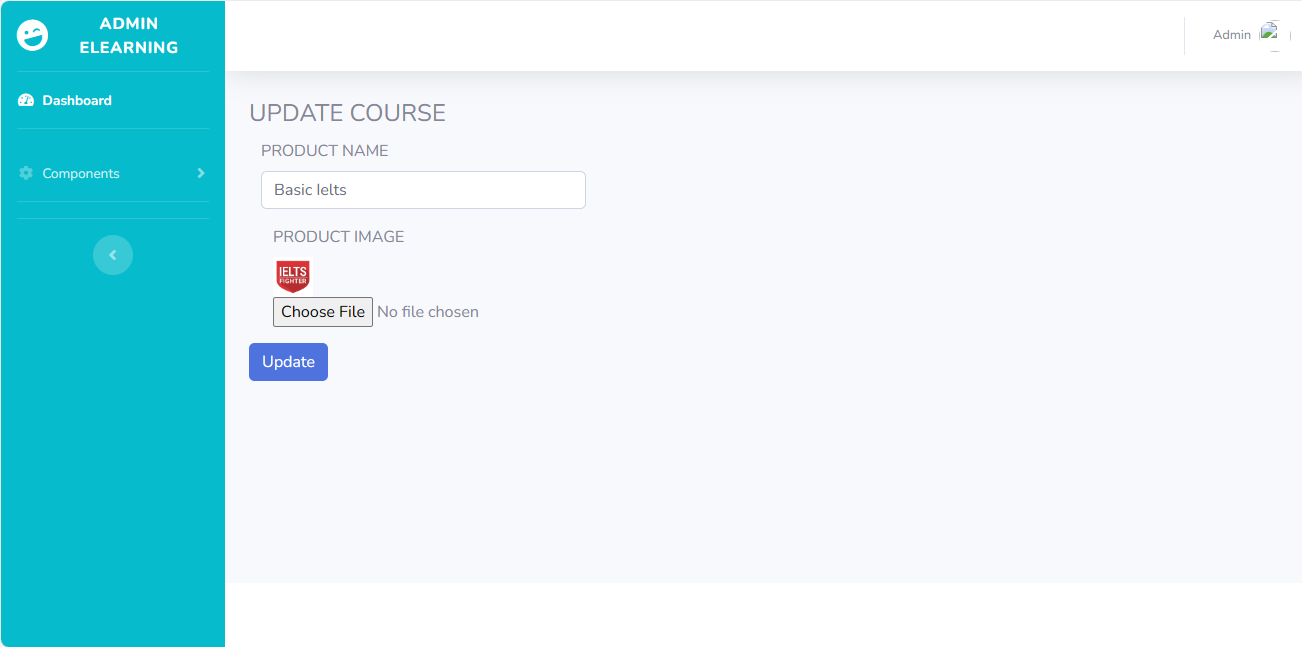 ADMIN
ELEARNING
Admin
Dashboard
Components
UPDATE COURSE
PRODUCT NAME
Basic Ielts
PRODUCT IMAGE
IELTS
FIGHTER
Choose File No file chosen
Update